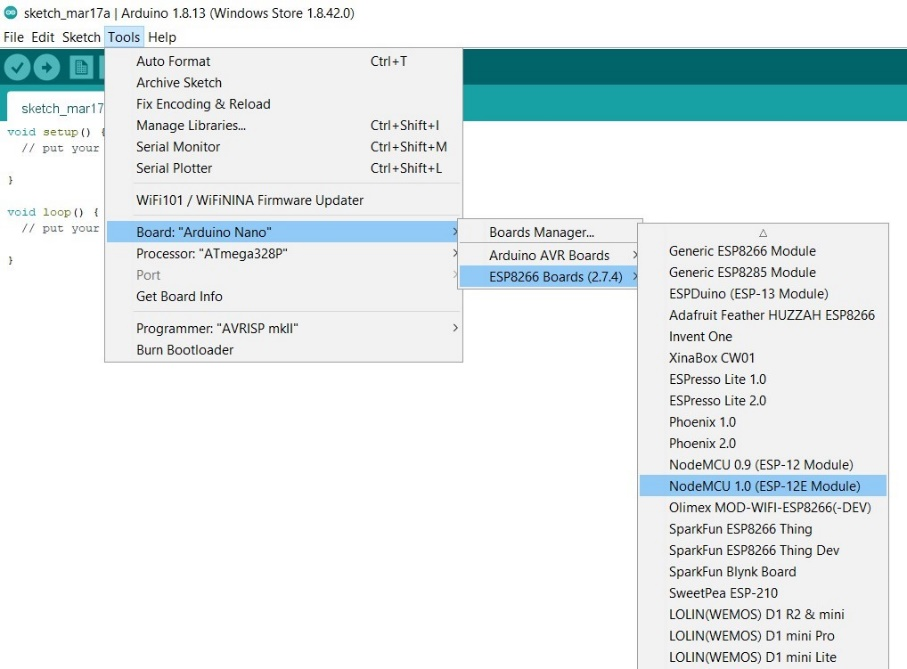 sketch_mar17a | Arduino 1.8.13 (Windows Store 1.8.42.0)
File Edit Sketch Tools Help
sketch_mar17
void setup() {
// put your
}
void loop() {
// put your
}
Auto Format Ctrl+T
Archive Sketch
Fix Encoding & Reload
Manage Libraries... Ctrl+Shift+I
Serial Monitor Ctrl+Shift+M
Serial Plotter Ctrl+Shift+L
WiFi101 / WiFiNINA Firmware Updater
Board: "Arduino Nano"
Processor: "ATmega328P"
Port
Get Board Info
Programmer: "AVRISP mkII"
Burn Bootloader
Boards Manager...
Arduino AVR Boards
ESP8266 Boards (2.7.4)
Generic ESP8266 Module
Generic ESP8285 Module
ESPDuino (ESP-13 Module)
Adafruit Feather HUZZAH ESP8266
Invent One
XinaBox CW01
ESPresso Lite 1.0
ESPresso Lite 2.0
Phoenix 1.0
Phoenix 2.0
NodeMCU 0.9 (ESP-12 Module)
NodeMCU 1.0 (ESP-12E Module)
Olimex MOD-WIFI-ESP8266(-DEV)
SparkFun ESP8266 Thing
SparkFun ESP8266 Thing Dev
SparkFun Blynk Board
SweetPea ESP-210
LOLIN(WEMOS) D1 R2 & mini
LOLIN(WEMOS) D1 mini Pro
LOLIN(WEMOS) D1 mini Lite